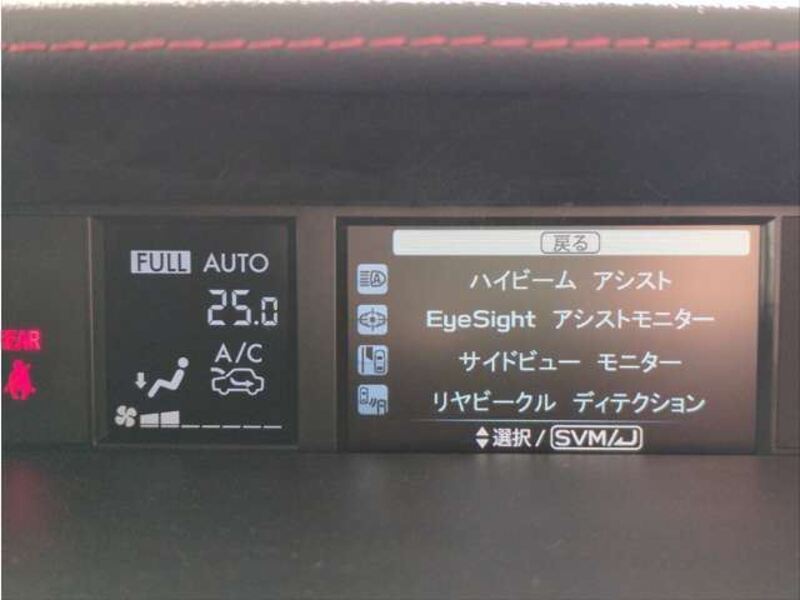 FULL AUTO
25.0
A/C
戻る
ハイビーム アシスト
EyeSight アシストモニター
サイドビュー モニター
リヤビークル ディテクション
選択/SVM/